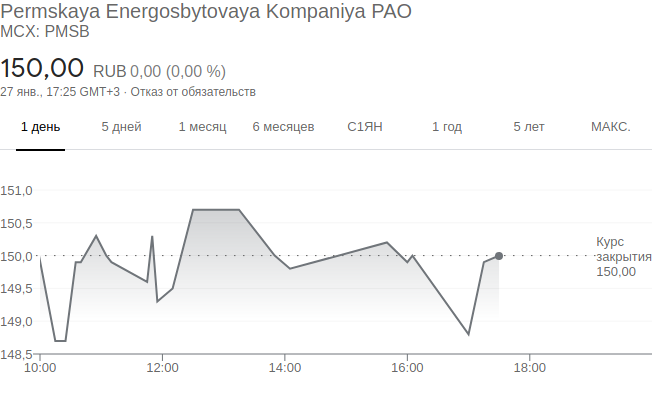 Permskaya Energosbytovaya Kompaniya PAO
MCX: PMSB
150,00 RUB 0,00 (0,00 %)
27 янв., 17:25 GMT+3 · Отказ от обязательств
1 день 5 дней 1 месяц 6 месяцев С1ЯН 1 год 5 лет МАКС.
151,0
150,5
150,0
149,5
149,0
148,5
Курс
закрытия
150,00
10:00 12:00 14:00 16:00 18:00